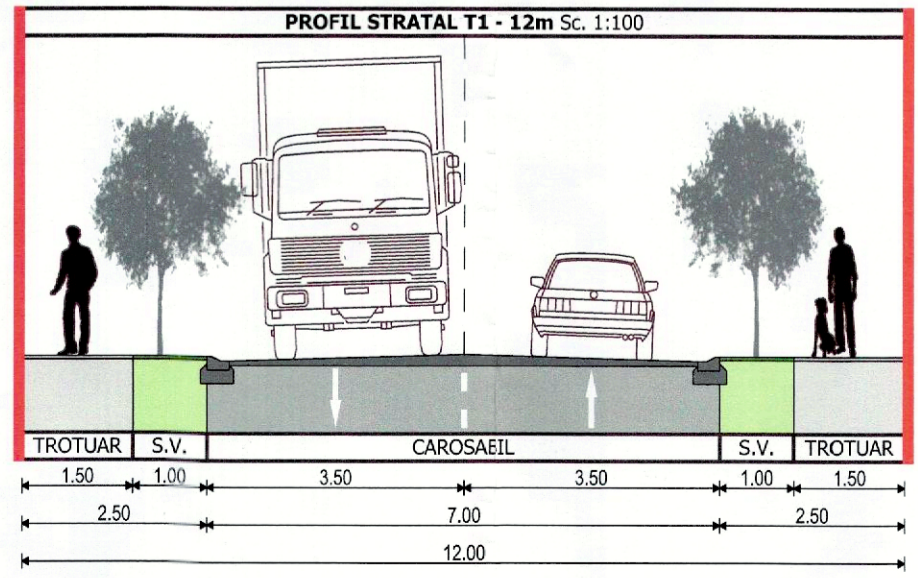 PROFIL STRATAL T1 - 12m Sc. 1:100
TROTUAR S.V. CAROSABIL S.V. TROTUAR
1.50 1.00 3.50 3.50 1.00 1.50
2.50 7.00 2.50
12.00